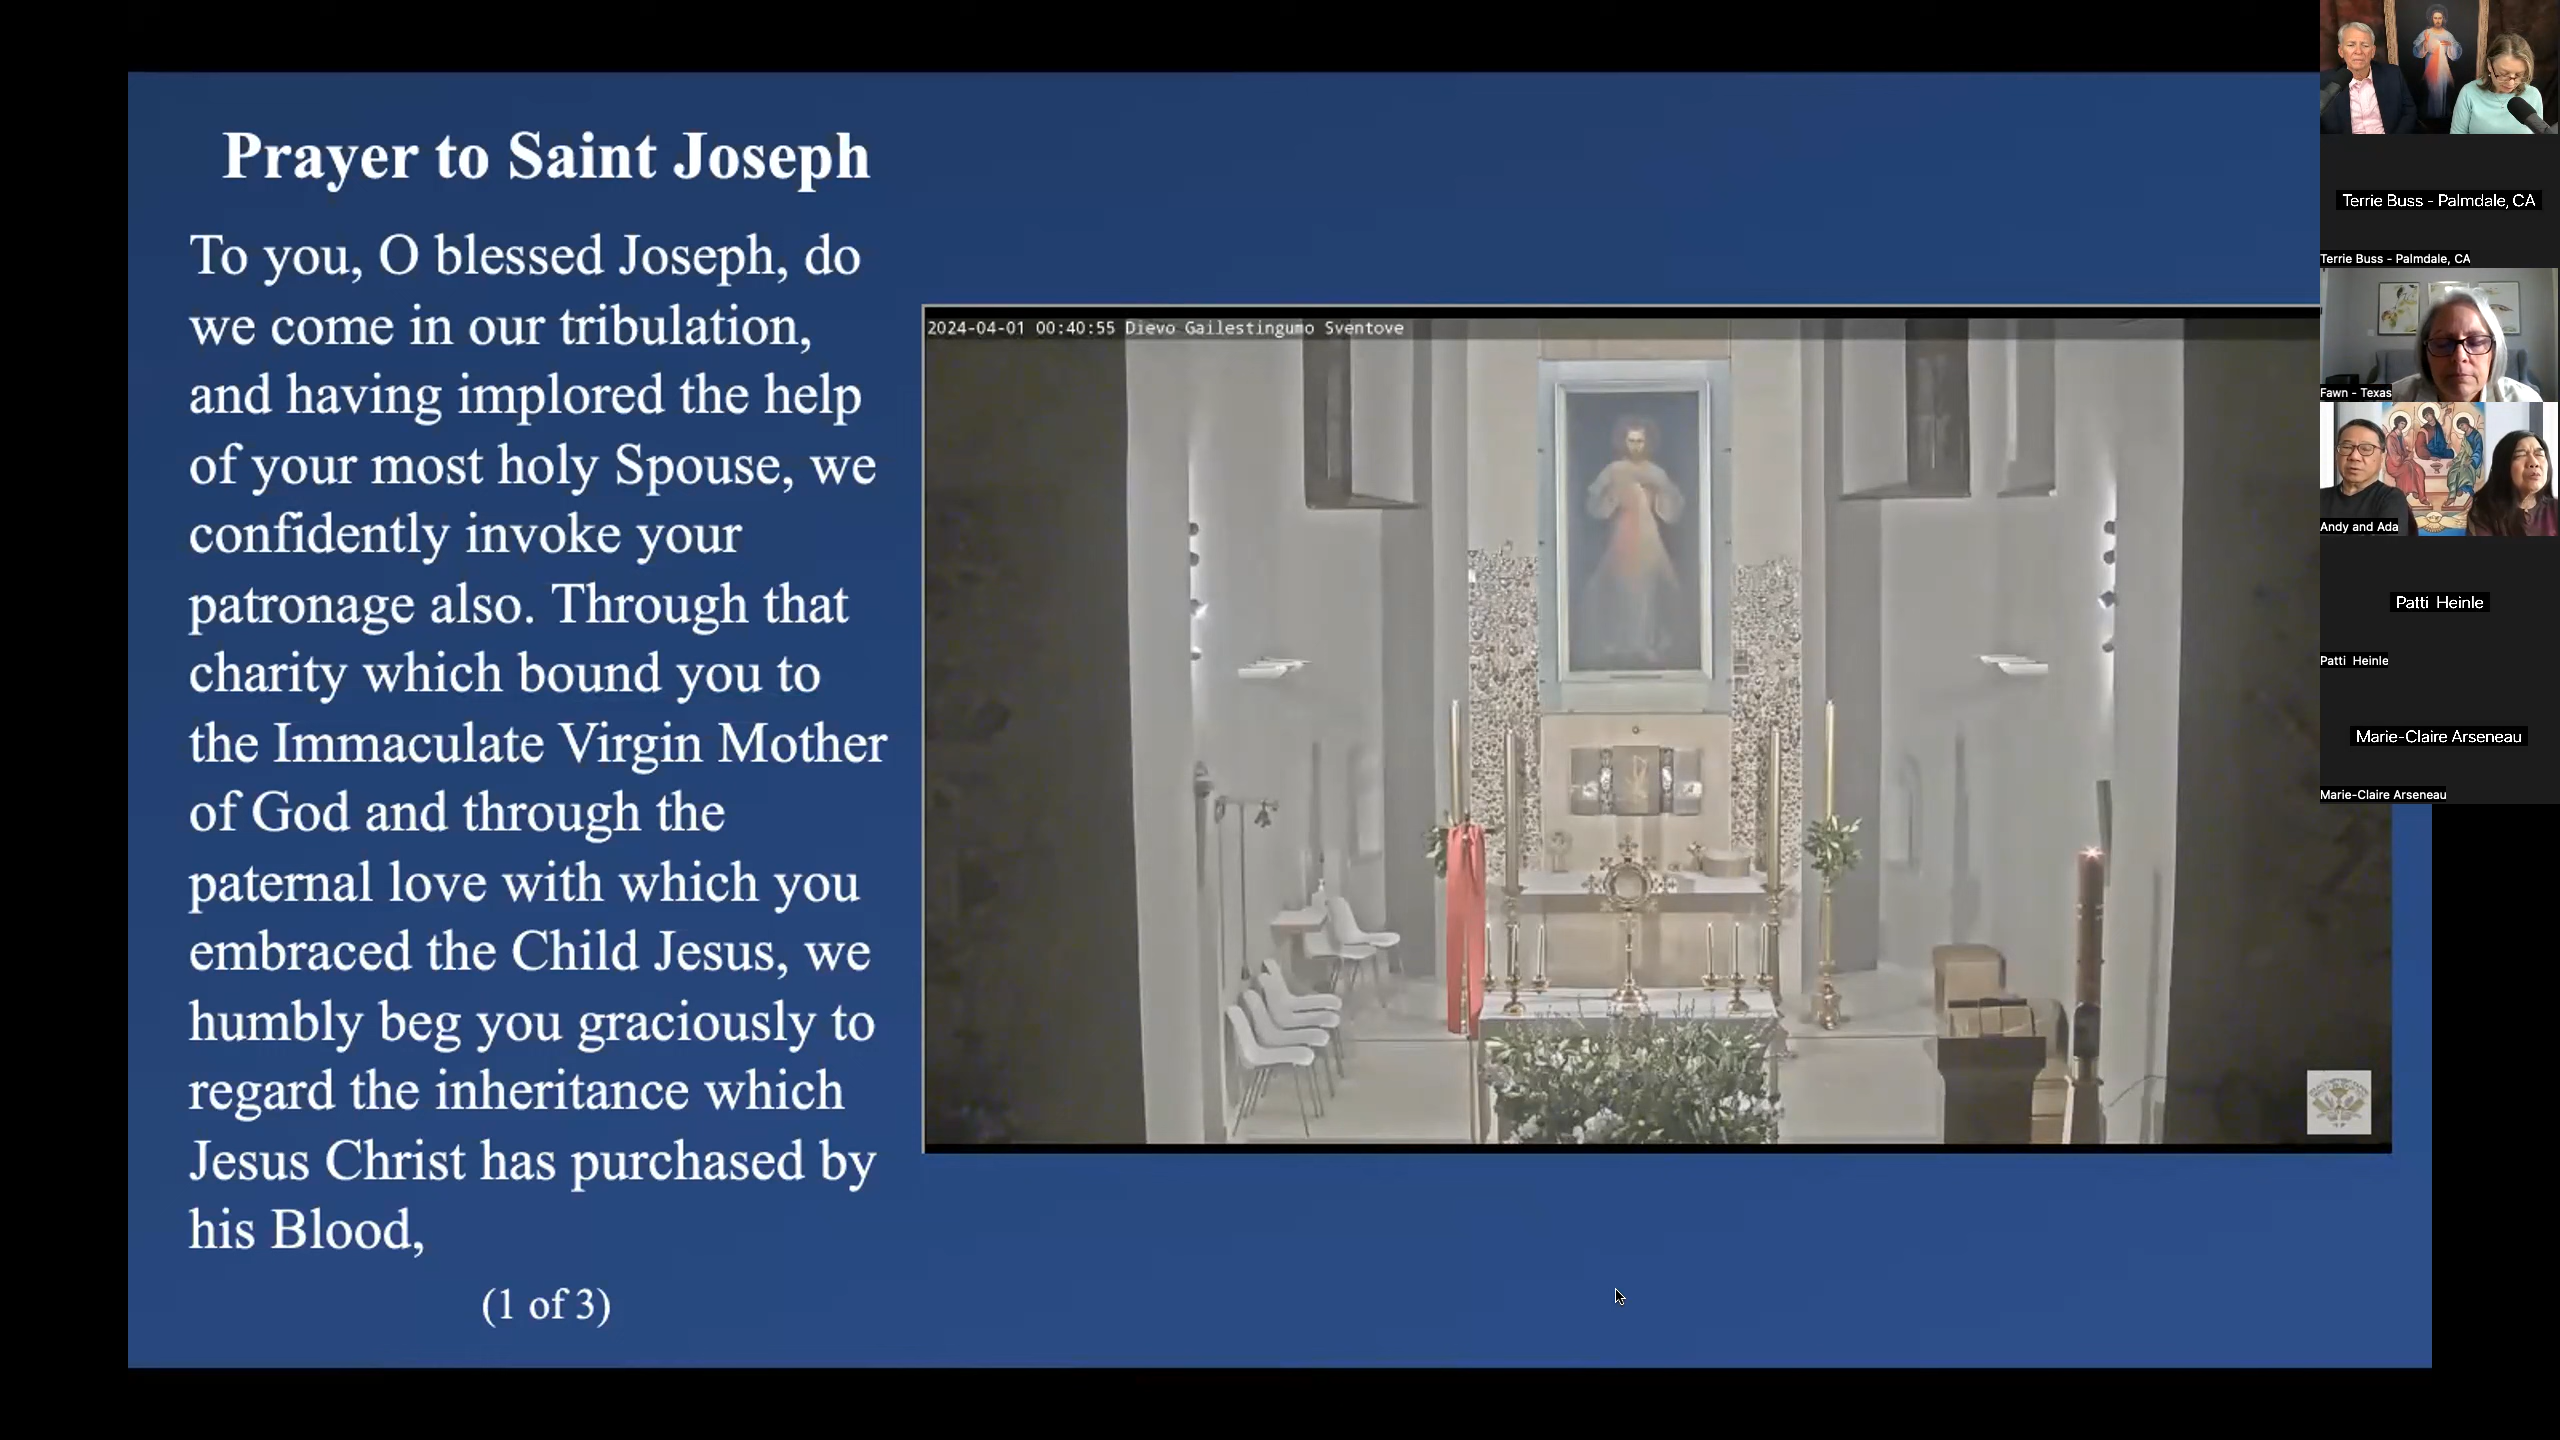 Prayer to Saint Joseph
To you, O blessed Joseph, do
we come in our tribulation,
and having implored the help
of your most holy Spouse, we
confidently invoke your
patronage also. Through that
charity which bound you to
the Immaculate Virgin Mother
of God and through the
paternal love with which you
embraced the Child Jesus, we
humbly beg you graciously to
regard the inheritance which
Jesus Christ has purchased by
his Blood,
(1 of 3)
2024-04-01 00:40:55 Dievo Gailestingumo Sventove
Terrie Buss - Palmdale, CA
Terrie Buss - Palmdale, CA
Fawn - Texas
Andy and Ada
Patti Heinle
Patti Heinle
Marie-Claire Arseneau
Marie-Claire Arseneau